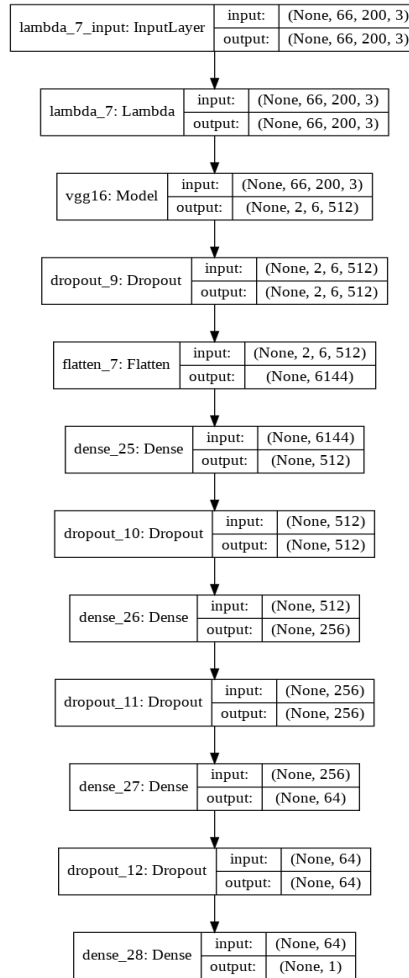 lambda_7_input: InputLayer
input: (None, 66, 200, 3)
output: (None, 66, 200, 3)
lambda_7: Lambda
input: (None, 66, 200, 3)
output: (None, 66, 200, 3)
vgg16: Model
input: (None, 66, 200, 3)
output: (None, 2, 6, 512)
dropout_9: Dropout
input: (None, 2, 6, 512)
output: (None, 2, 6, 512)
flatten_7: Flatten
input: (None, 2, 6, 512)
output: (None, 6144)
dense_25: Dense
input: (None, 6144)
output: (None, 512)
dropout_10: Dropout
input: (None, 512)
output: (None, 512)
dense_26: Dense
input: (None, 512)
output: (None, 256)
dropout_11: Dropout
input: (None, 256)
output: (None, 256)
dense_27: Dense
input: (None, 256)
output: (None, 64)
dropout_12: Dropout
input: (None, 64)
output: (None, 64)
dense_28: Dense
input: (None, 64)
output: (None, 1)